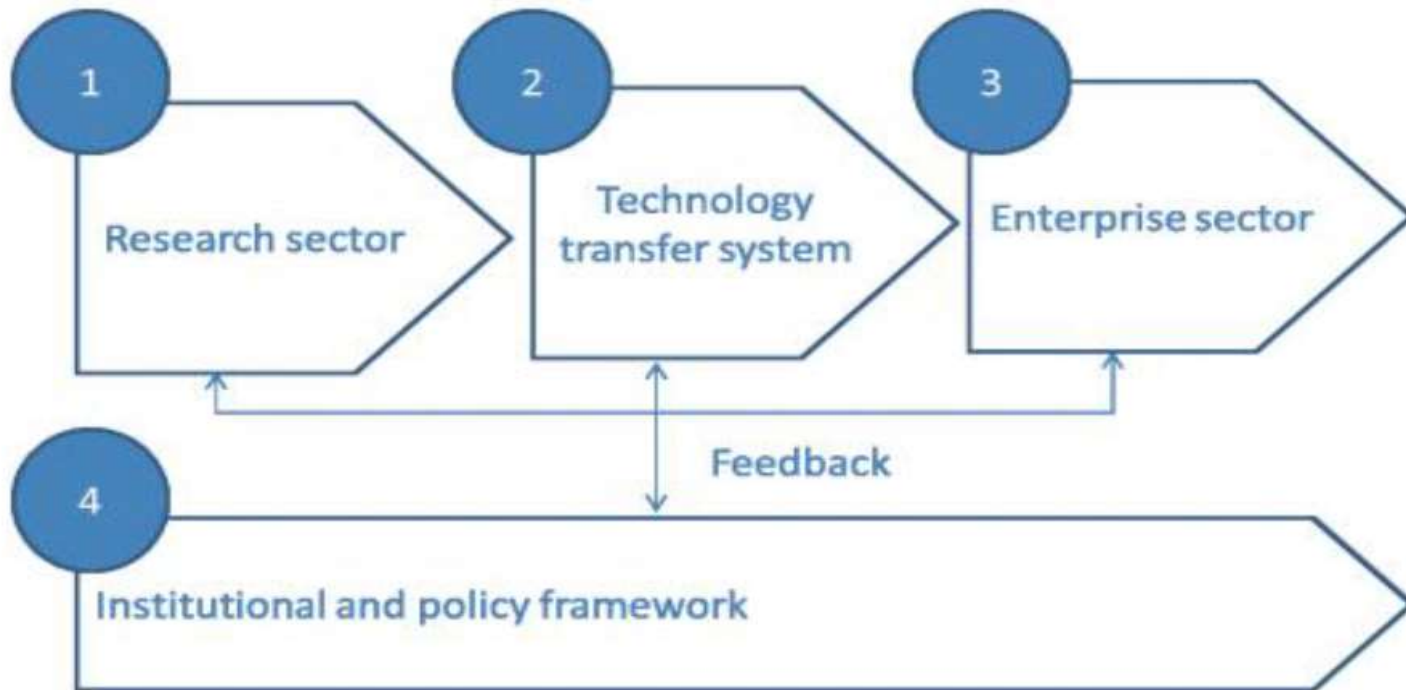 1
Research sector
2
Technology
transfer system
3
Enterprise sector
Feedback
4
Institutional and policy framework